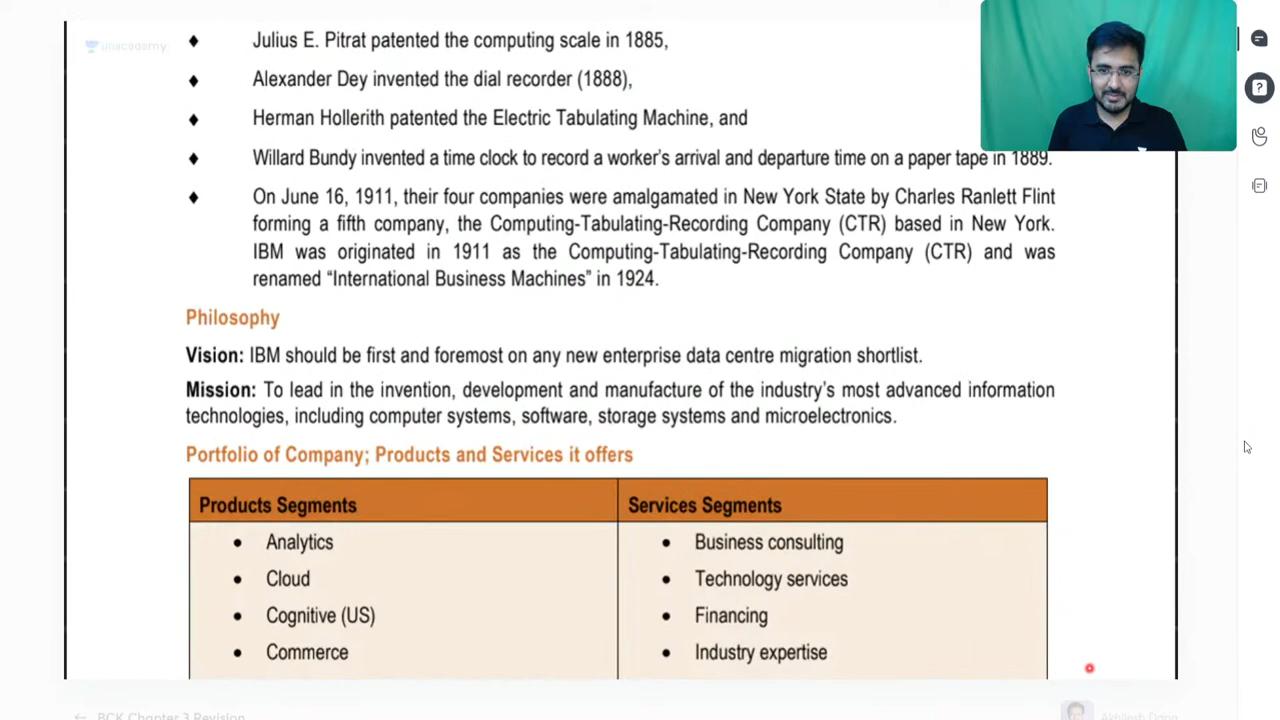 unacademy
♦ Julius E. Pitrat patented the computing scale in 1885,
♦ Alexander Dey invented the dial recorder (1888),
♦ Herman Hollerith patented the Electric Tabulating Machine, and
♦ Willard Bundy invented a time clock to record a worker's arrival and departure time on a paper tape in 1889.
♦ On June 16, 1911, their four companies were amalgamated in New York State by Charles Ranlett Flint
forming a fifth company, the Computing-Tabulating-Recording Company (CTR) based in New York.
IBM was originated in 1911 as the Computing-Tabulating-Recording Company (CTR) and was
renamed “International Business Machines” in 1924.
Philosophy
Vision: IBM should be first and foremost on any new enterprise data centre migration shortlist.
Mission: To lead in the invention, development and manufacture of the industry's most advanced information
technologies, including computer systems, software, storage systems and microelectronics.
Portfolio of Company; Products and Services it offers
Products Segments
• Analytics
• Cloud
• Cognitive (US)
• Commerce
Services Segments
• Business consulting
• Technology services
• Financing
• Industry expertise
BCK Chapter 3 Revision